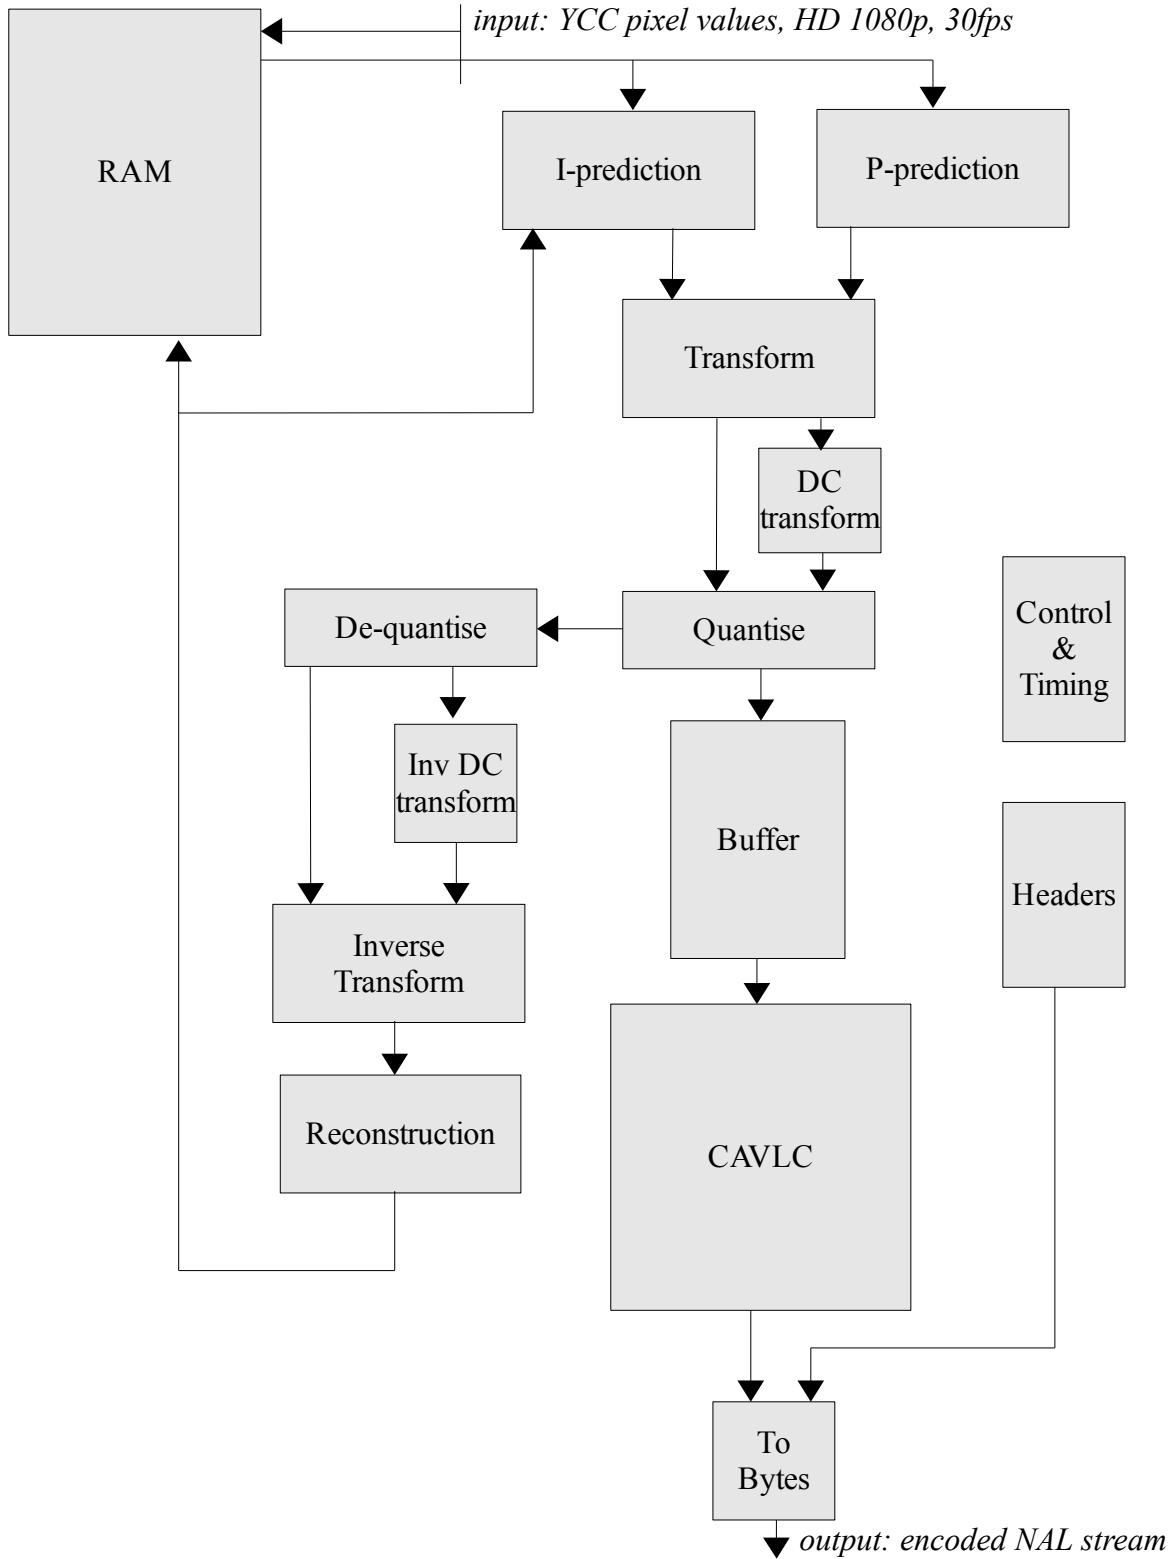 input: YCC pixel values, HD 1080p, 30fps
RAM
I-prediction
P-prediction
Transform
DC
transform
De-quantise
Quantise
Control
&
Timing
Inv DC
transform
Buffer
Headers
Inverse
Transform
Reconstruction
CAVLC
To
Bytes
output: encoded NAL stream